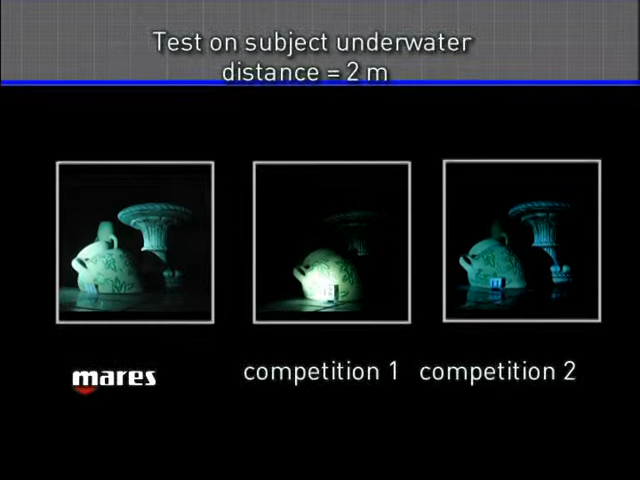 Test on subject underwater
distance = 2 m
mares
competition 1
competition 2